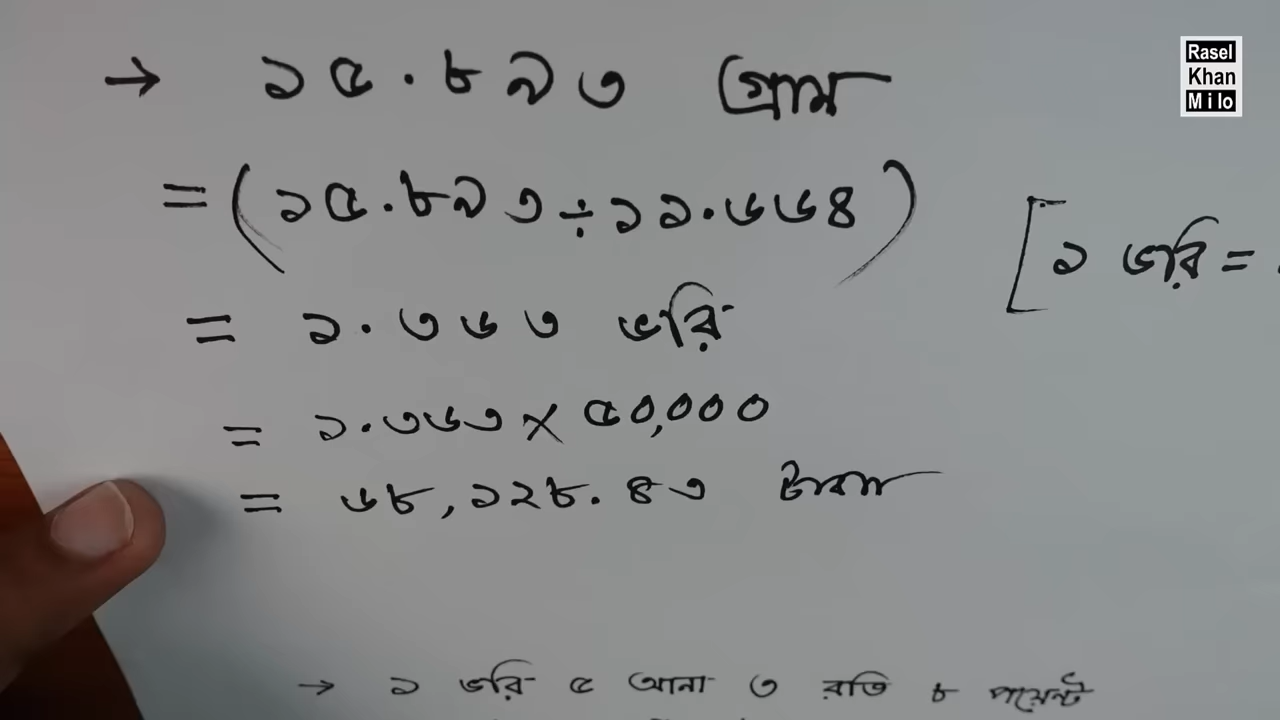 → ১৫.৮৯৩ গ্রাম
= (১৫.৮৯৩÷১১.৬৬৪)
[১ ভরি =
= ১.৩৬৩ ভরি
= ১.৩৬৩ × ৫০,০০০
= ৬৮,১২৮.৪৩ টাকা
→ ১ ভরি ৫ আনা ৩ রতি ৮ পয়েন্ট
Rasel
Khan
Milo